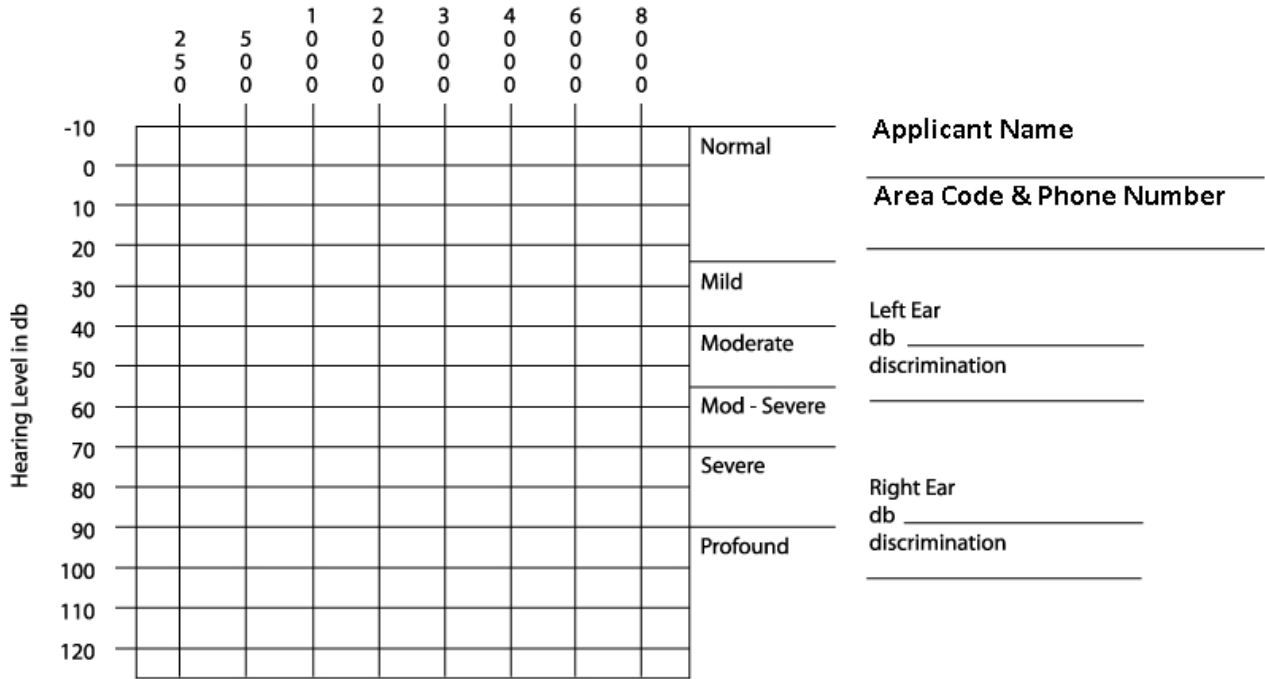 250 500 1000 2000 3000 4000 6000 8000
-10
0
10
20
30
40
50
60
70
80
90
100
110
120
Hearing Level in db
Normal
Mild
Moderate
Mod - Severe
Severe
Profound
Applicant Name
Area Code & Phone Number
Left Ear
db
discrimination
Right Ear
db
discrimination